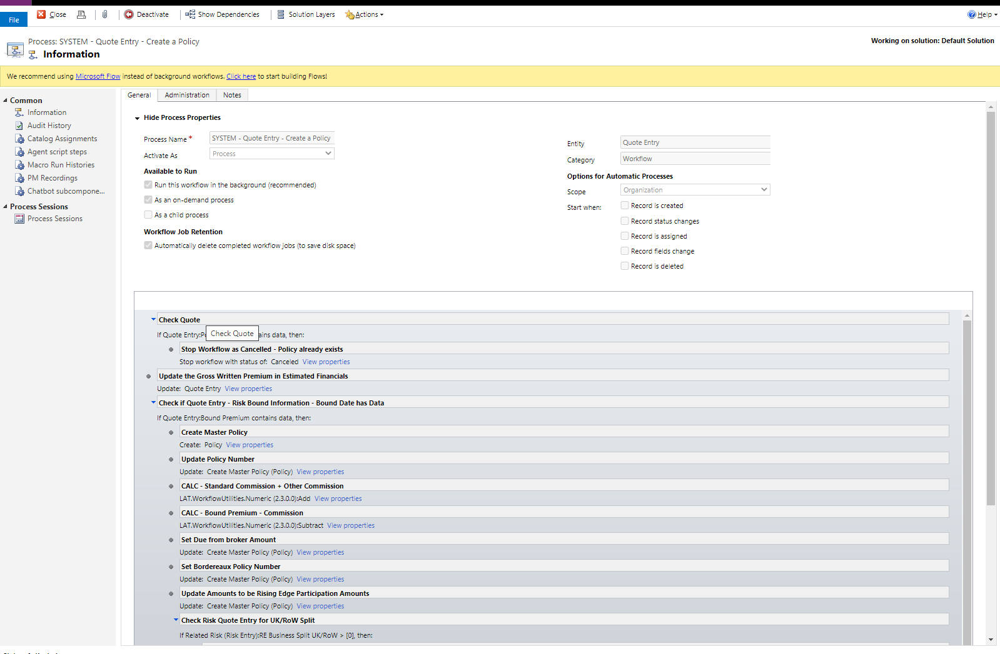 File
Close
Deactivate
Show Dependencies
Solution Layers
Actions
Help
Process: SYSTEM - Quote Entry - Create a Policy
Information
Working on solution: Default Solution
We recommend using Microsoft Flow instead of background workflows. Click here to start building Flows!
Common
Information
Audit History
Catalog Assignments
Agent script steps
Macro Run Histories
PM Recordings
Chatbot subcompone...
Process Sessions
Process Sessions
General
Administration
Notes
Hide Process Properties
Process Name * SYSTEM - Quote Entry - Create a Policy
Activate As Process
Available to Run
Run this workflow in the background (recommended)
As an on-demand process
As a child process
Workflow Job Retention
Automatically delete completed workflow jobs (to save disk space)
Entity Quote Entry
Category Workflow
Options for Automatic Processes
Scope Organization
Start when: Record is created
Record status changes
Record is assigned
Record fields change
Record is deleted
Check Quote
If Quote Entry:P ains data, then:
Check Quote
Stop Workflow as Cancelled - Policy already exists
Stop workflow with status of: Canceled View properties
Update the Gross Written Premium in Estimated Financials
Update: Quote Entry View properties
Check if Quote Entry - Risk Bound Information - Bound Date has Data
If Quote Entry:Bound Premium contains data, then:
Create Master Policy
Create: Policy View properties
Update Policy Number
Update: Create Master Policy (Policy) View properties
CALC - Standard Commission + Other Commission
LAT.WorkflowUtilities.Numeric (2.3.0.0):Add View properties
CALC - Bound Premium - Commission
LAT.WorkflowUtilities.Numeric (2.3.0.0):Subtract View properties
Set Due from broker Amount
Update: Create Master Policy (Policy) View properties
Set Bordereaux Policy Number
Update: Create Master Policy (Policy) View properties
Update Amounts to be Rising Edge Participation Amounts
Update: Create Master Policy (Policy) View properties
Check Risk Quote Entry for UK/RoW Split
If Related Risk (Risk Entry):RE Business Split UK/RoW > [0], then: